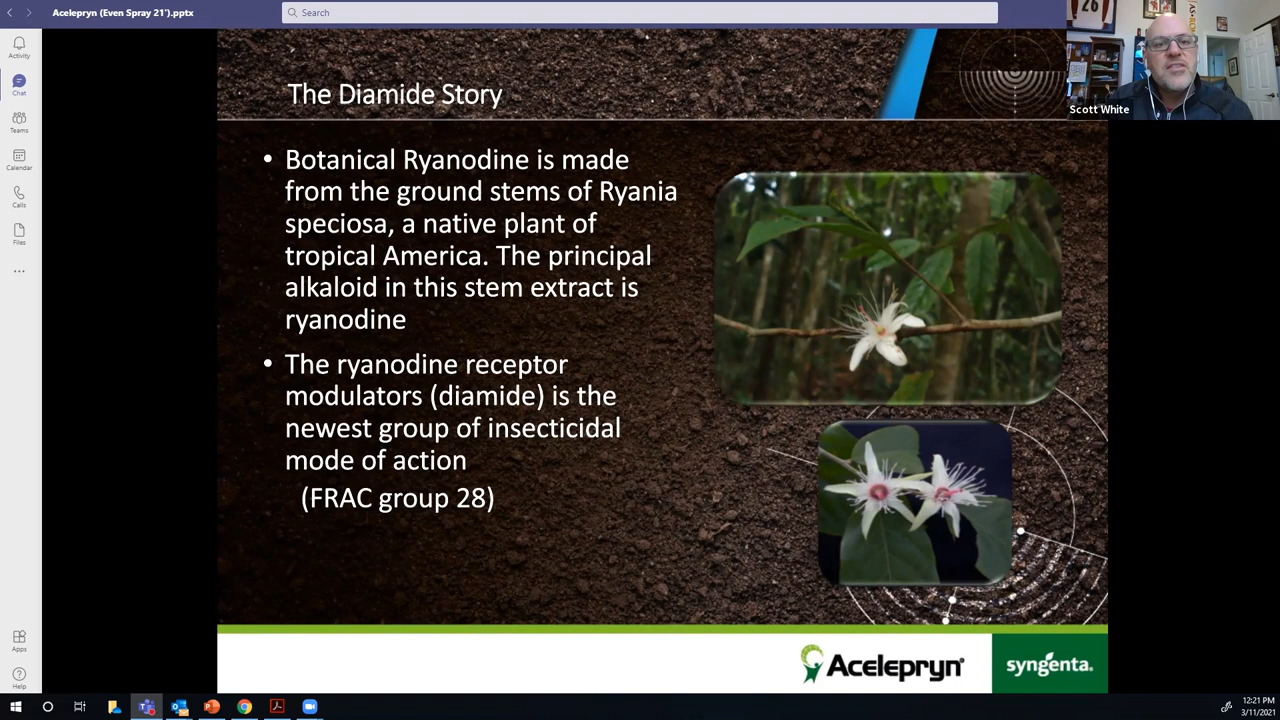 Acelepryn (Even Spray 21').pptx
Search
26
Activity
Chat
Teams
Calendar
Calls
Files
...
Apps
Help
Scott White
The Diamide Story
• Botanical Ryanodine is made
from the ground stems of Ryania
speciosa, a native plant of
tropical America. The principal
alkaloid in this stem extract is
ryanodine
• The ryanodine receptor
modulators (diamide) is the
newest group of insecticidal
mode of action
(FRAC group 28)
Acelepryn®
syngenta®
12:21 PM
3/11/2021